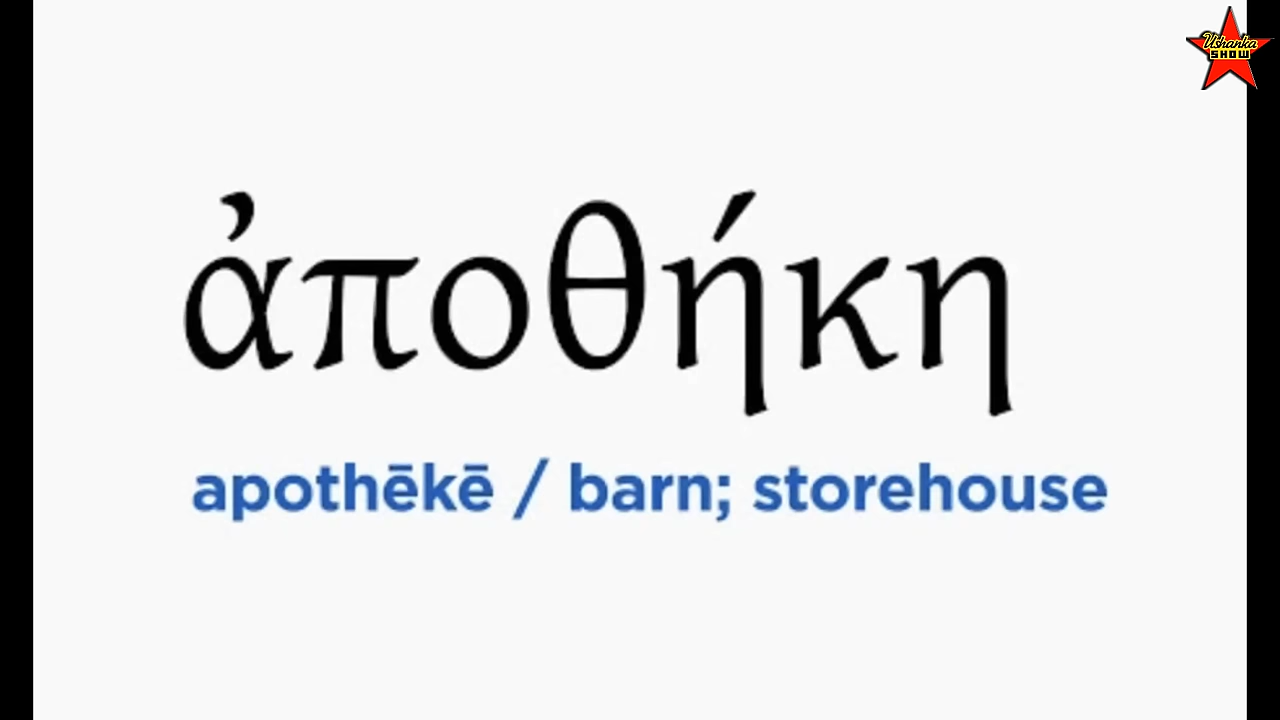 Ushanka
SHOW
ἀποθήκη
apothēkē / barn; storehouse